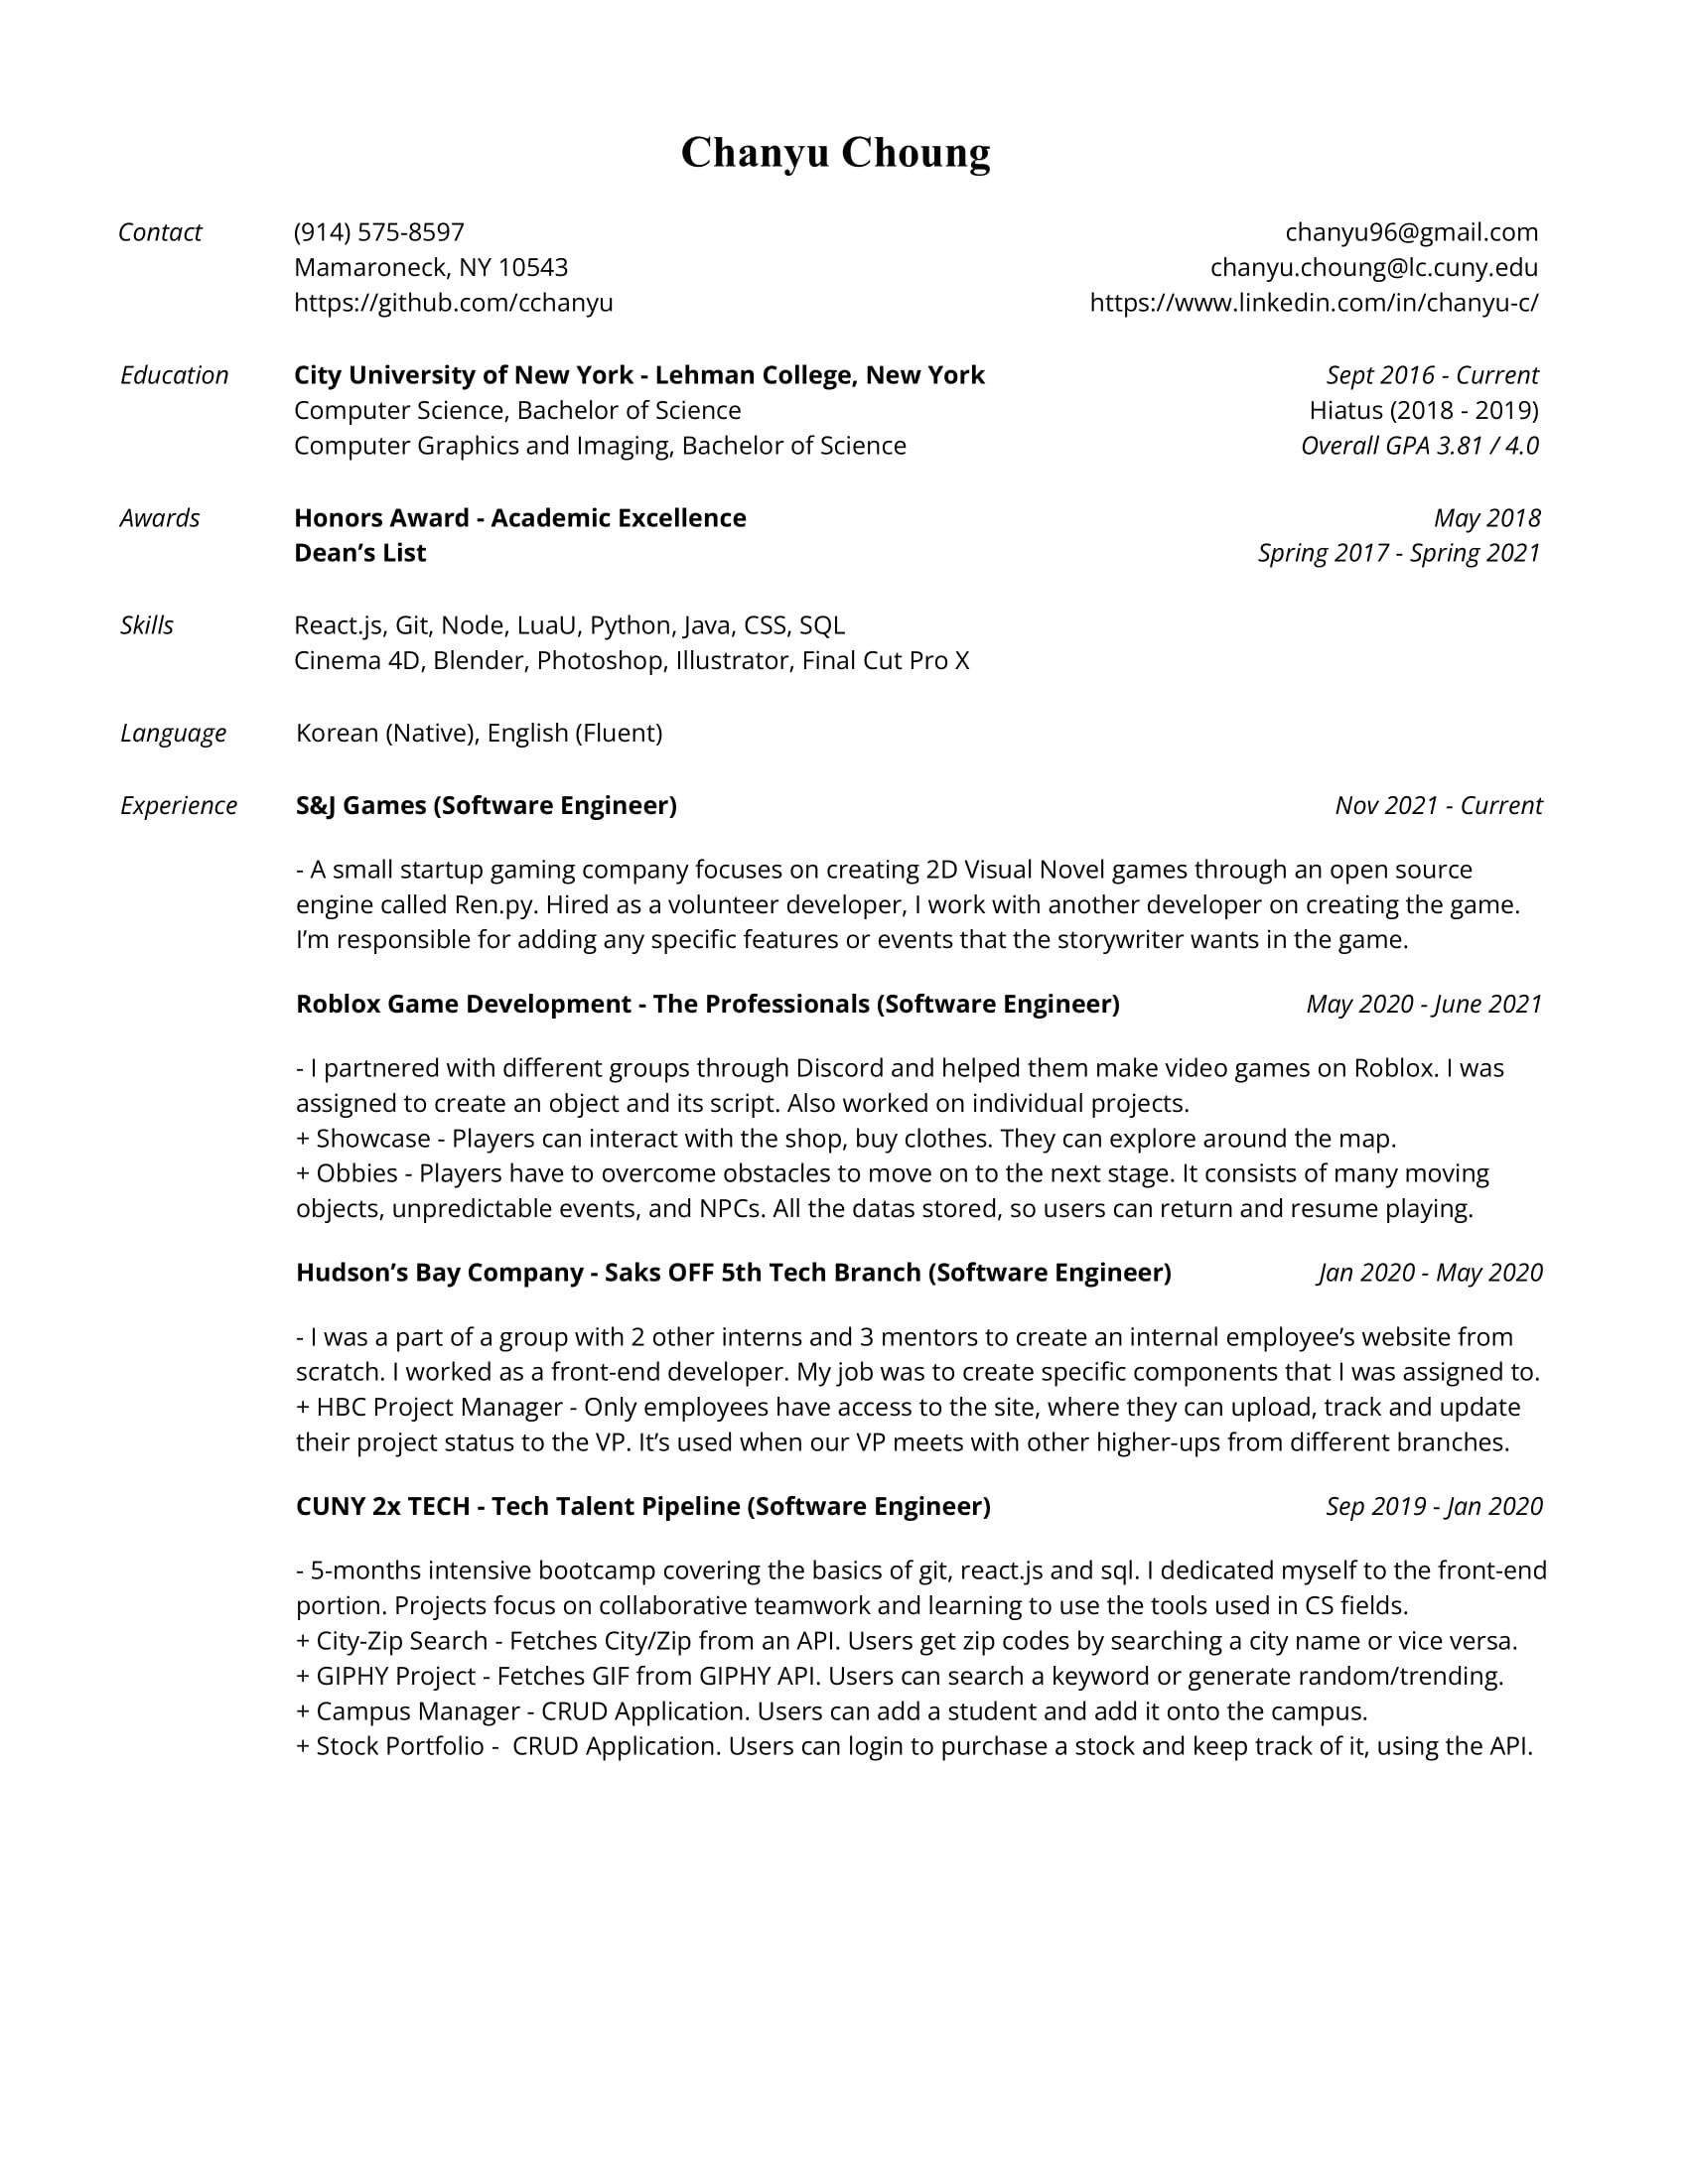 Chanyu Choung
Contact (914) 575-8597 chanyu96@gmail.com
Mamaroneck, NY 10543 chanyu.choung@lc.cuny.edu
https://github.com/cchanyu https://www.linkedin.com/in/chanyu-c/
Education City University of New York - Lehman College, New York Sept 2016 - Current
Computer Science, Bachelor of Science Hiatus (2018 - 2019)
Computer Graphics and Imaging, Bachelor of Science Overall GPA 3.81 / 4.0
Awards Honors Award - Academic Excellence May 2018
Dean’s List Spring 2017 - Spring 2021
Skills React.js, Git, Node, LuaU, Python, Java, CSS, SQL
Cinema 4D, Blender, Photoshop, Illustrator, Final Cut Pro X
Language Korean (Native), English (Fluent)
Experience S&J Games (Software Engineer) Nov 2021 - Current
- A small startup gaming company focuses on creating 2D Visual Novel games through an open source
engine called Ren.py. Hired as a volunteer developer, I work with another developer on creating the game.
I’m responsible for adding any specific features or events that the storywriter wants in the game.
Roblox Game Development - The Professionals (Software Engineer) May 2020 - June 2021
- I partnered with different groups through Discord and helped them make video games on Roblox. I was
assigned to create an object and its script. Also worked on individual projects.
+ Showcase - Players can interact with the shop, buy clothes. They can explore around the map.
+ Obbies - Players have to overcome obstacles to move on to the next stage. It consists of many moving
objects, unpredictable events, and NPCs. All the datas stored, so users can return and resume playing.
Hudson’s Bay Company - Saks OFF 5th Tech Branch (Software Engineer) Jan 2020 - May 2020
- I was a part of a group with 2 other interns and 3 mentors to create an internal employee’s website from
scratch. I worked as a front-end developer. My job was to create specific components that I was assigned to.
+ HBC Project Manager - Only employees have access to the site, where they can upload, track and update
their project status to the VP. It’s used when our VP meets with other higher-ups from different branches.
CUNY 2x TECH - Tech Talent Pipeline (Software Engineer) Sep 2019 - Jan 2020
- 5-months intensive bootcamp covering the basics of git, react.js and sql. I dedicated myself to the front-end
portion. Projects focus on collaborative teamwork and learning to use the tools used in CS fields.
+ City-Zip Search - Fetches City/Zip from an API. Users get zip codes by searching a city name or vice versa.
+ GIPHY Project - Fetches GIF from GIPHY API. Users can search a keyword or generate random/trending.
+ Campus Manager - CRUD Application. Users can add a student and add it onto the campus.
+ Stock Portfolio - CRUD Application. Users can login to purchase a stock and keep track of it, using the API.